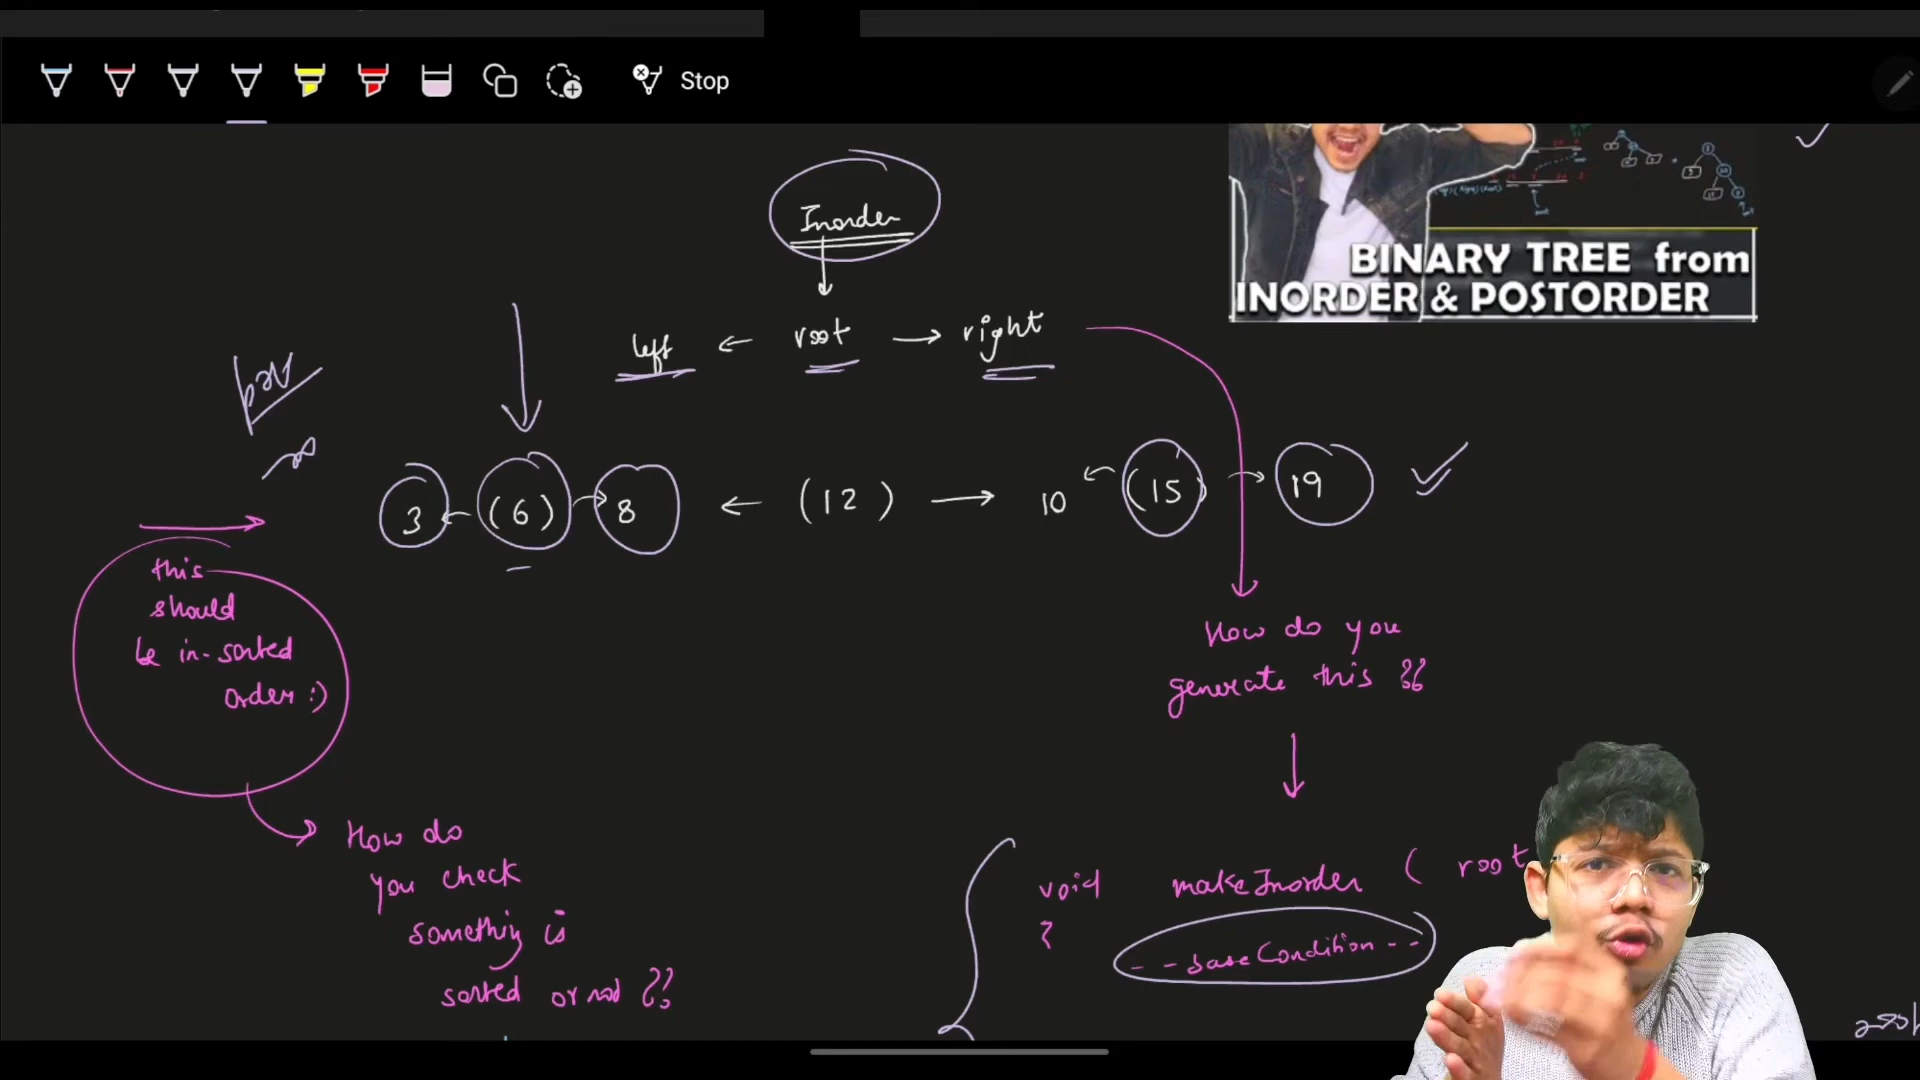 Stop
Inorder
BINARY TREE from
INORDER & POSTORDER
left ← root → right
3 ← (6) → 8 ← (12) → 10 ← (15) → 19
this
should
be in-sorted
order :)
How do you
generate this ??
How do
you check
something is
sorted or not ??
void makeInorder ( root
{
-- baseCondition --